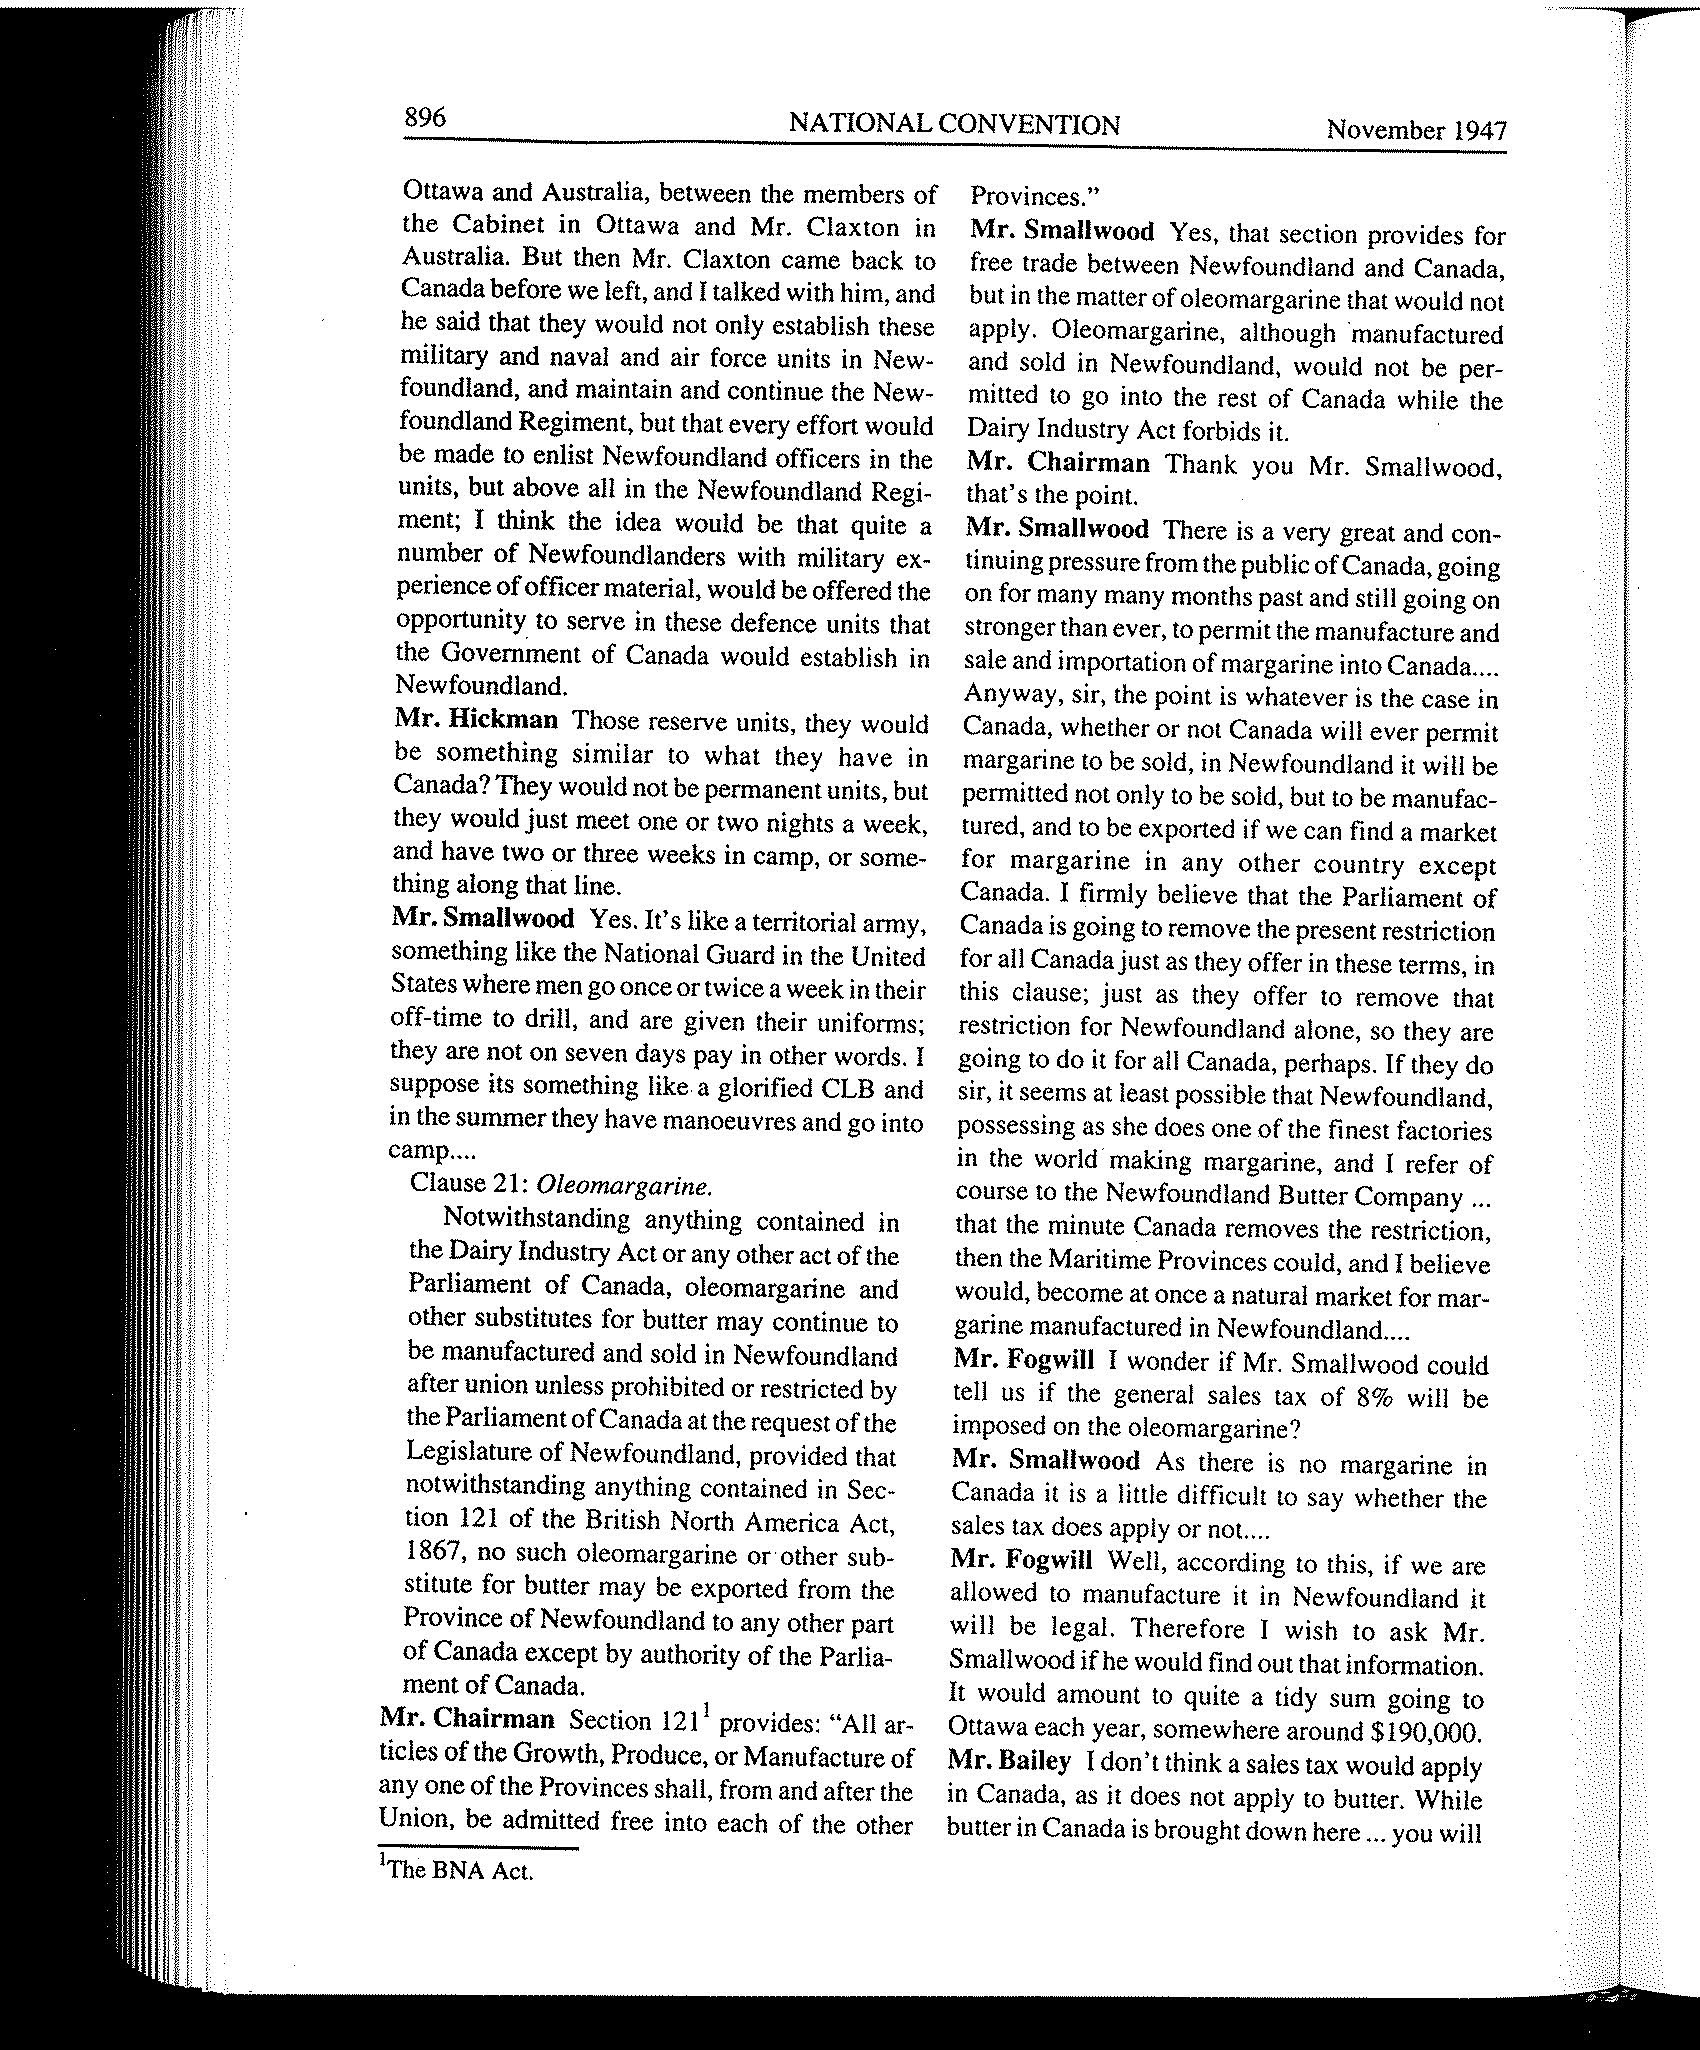 896 NATIONAL CONVENTION November 1947
Ottawa and Australia, between the members of
the Cabinet in Ottawa and Mr. Claxton in
Australia. But then Mr. Claxton came back to
Canada before we left, and I talked with him, and
he said that they would not only establish these
military and naval and air force units in New-
foundland, and maintain and continue the New-
foundland Regiment, but that every effort would
be made to enlist Newfoundland officers in the
units, but above all in the Newfoundland Regi-
ment; I think the idea would be that quite a
number of Newfoundlanders with military ex-
perience of officer material, would be offered the
opportunity to serve in these defence units that
the Government of Canada would establish in
Newfoundland.
Mr. Hickman Those reserve units, they would
be something similar to what they have in
Canada? They would not be permanent units, but
they would just meet one or two nights a week,
and have two or three weeks in camp, or some-
thing along that line.
Mr. Smallwood Yes. It's like a territorial army,
something like the National Guard in the United
States where men go once or twice a week in their
off-time to drill, and are given their uniforms;
they are not on seven days pay in other words. I
suppose its something like a glorified CLB and
in the summer they have manoeuvres and go into
camp....
Clause 21: Oleomargarine.
Notwithstanding anything contained in
the Dairy Industry Act or any other act of the
Parliament of Canada, oleomargarine and
other substitutes for butter may continue to
be manufactured and sold in Newfoundland
after union unless prohibited or restricted by
the Parliament of Canada at the request of the
Legislature of Newfoundland, provided that
notwithstanding anything contained in Sec-
tion 121 of the British North America Act,
1867, no such oleomargarine or other sub-
stitute for butter may be exported from the
Province of Newfoundland to any other part
of Canada except by authority of the Parlia-
ment of Canada.
Mr. Chairman Section 121¹ provides: "All ar-
ticles of the Growth, Produce, or Manufacture of
any one of the Provinces shall, from and after the
Union, be admitted free into each of the other
¹The BNA Act.
Provinces."
Mr. Smallwood Yes, that section provides for
free trade between Newfoundland and Canada,
but in the matter of oleomargarine that would not
apply. Oleomargarine, although manufactured
and sold in Newfoundland, would not be per-
mitted to go into the rest of Canada while the
Dairy Industry Act forbids it.
Mr. Chairman Thank you Mr. Smallwood,
that's the point.
Mr. Smallwood There is a very great and con-
tinuing pressure from the public of Canada, going
on for many many months past and still going on
stronger than ever, to permit the manufacture and
sale and importation of margarine into Canada....
Anyway, sir, the point is whatever is the case in
Canada, whether or not Canada will ever permit
margarine to be sold, in Newfoundland it will be
permitted not only to be sold, but to be manufac-
tured, and to be exported if we can find a market
for margarine in any other country except
Canada. I firmly believe that the Parliament of
Canada is going to remove the present restriction
for all Canada just as they offer in these terms, in
this clause; just as they offer to remove that
restriction for Newfoundland alone, so they are
going to do it for all Canada, perhaps. If they do
sir, it seems at least possible that Newfoundland,
possessing as she does one of the finest factories
in the world making margarine, and I refer of
course to the Newfoundland Butter Company ...
that the minute Canada removes the restriction,
then the Maritime Provinces could, and I believe
would, become at once a natural market for mar-
garine manufactured in Newfoundland....
Mr. Fogwill I wonder if Mr. Smallwood could
tell us if the general sales tax of 8% will be
imposed on the oleomargarine?
Mr. Smallwood As there is no margarine in
Canada it is a little difficult to say whether the
sales tax does apply or not....
Mr. Fogwill Well, according to this, if we are
allowed to manufacture it in Newfoundland it
will be legal. Therefore I wish to ask Mr.
Smallwood if he would find out that information.
It would amount to quite a tidy sum going to
Ottawa each year, somewhere around $190,000.
Mr. Bailey I don't think a sales tax would apply
in Canada, as it does not apply to butter. While
butter in Canada is brought down here ... you will